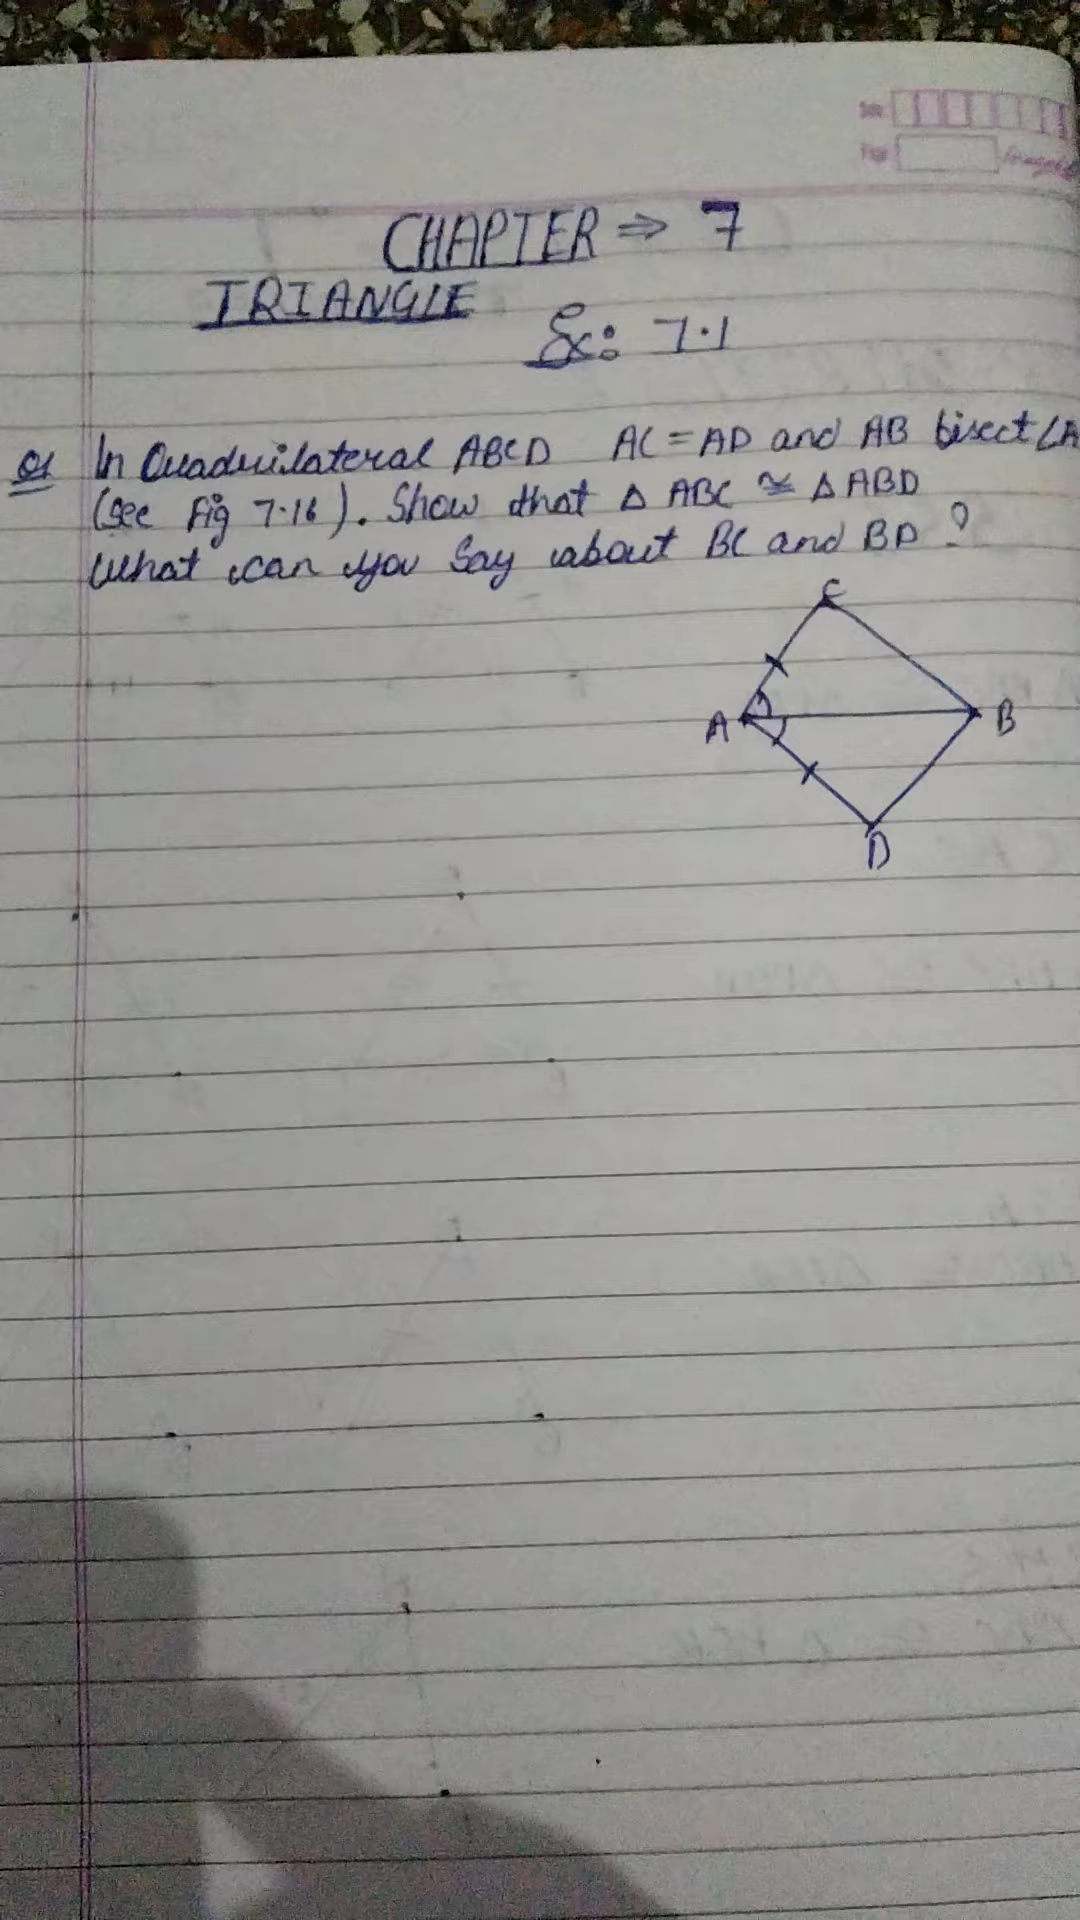 CHAPTER ⇒ 7
TRIANGLE
Ex: 7.1
Q1 In Quadrilateral ABCD AC = AD and AB bisect ∠A
(See Fig 7.16). Show that △ ABC ≅ △ ABD
What can you Say about BC and BD ?
C
A
B
D